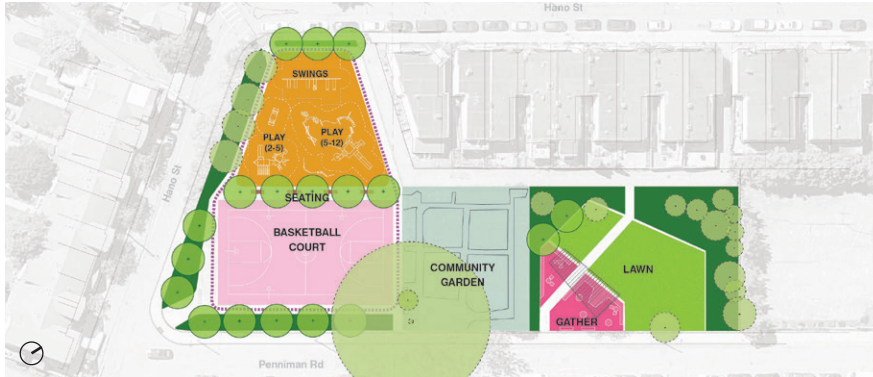 Hano St
SWINGS
PLAY
(2-5)
PLAY
(5-12)
Hano St
SEATING
BASKETBALL
COURT
COMMUNITY
GARDEN
LAWN
GATHER
Penniman Rd